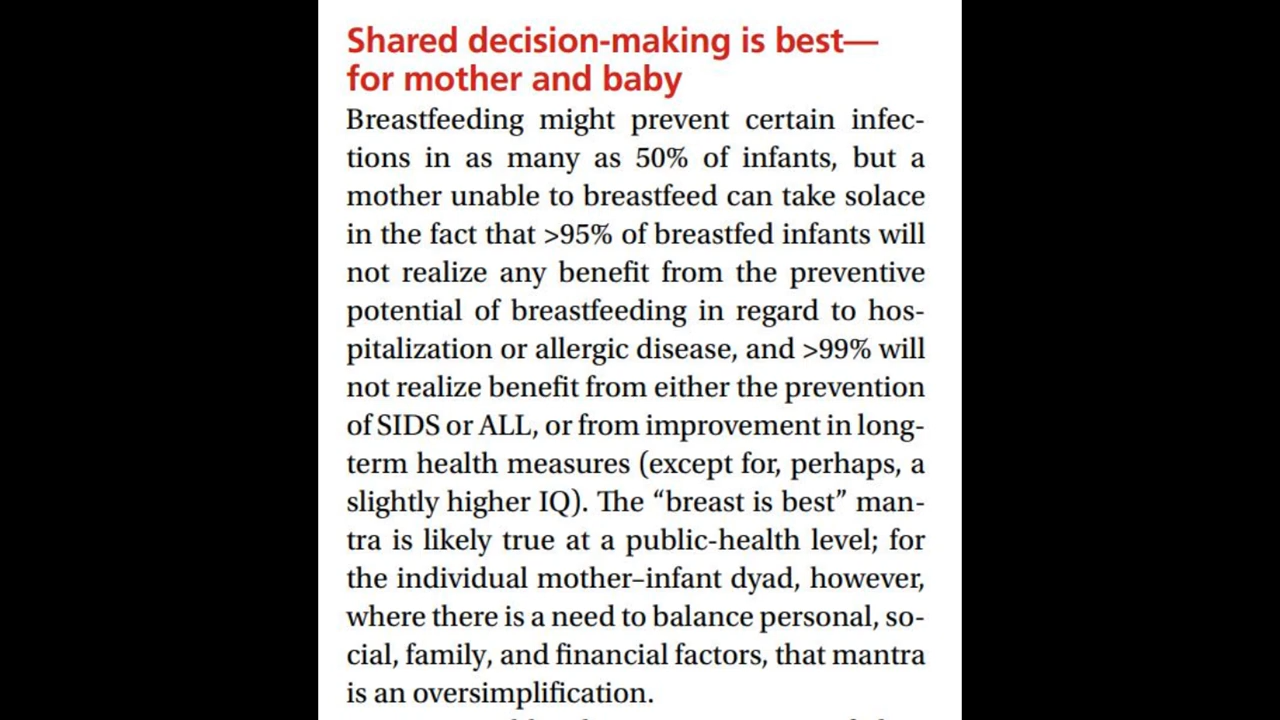 Shared decision-making is best—
for mother and baby
Breastfeeding might prevent certain infec-
tions in as many as 50% of infants, but a
mother unable to breastfeed can take solace
in the fact that >95% of breastfed infants will
not realize any benefit from the preventive
potential of breastfeeding in regard to hos-
pitalization or allergic disease, and >99% will
not realize benefit from either the prevention
of SIDS or ALL, or from improvement in long-
term health measures (except for, perhaps, a
slightly higher IQ). The “breast is best” man-
tra is likely true at a public-health level; for
the individual mother–infant dyad, however,
where there is a need to balance personal, so-
cial, family, and financial factors, that mantra
is an oversimplification.